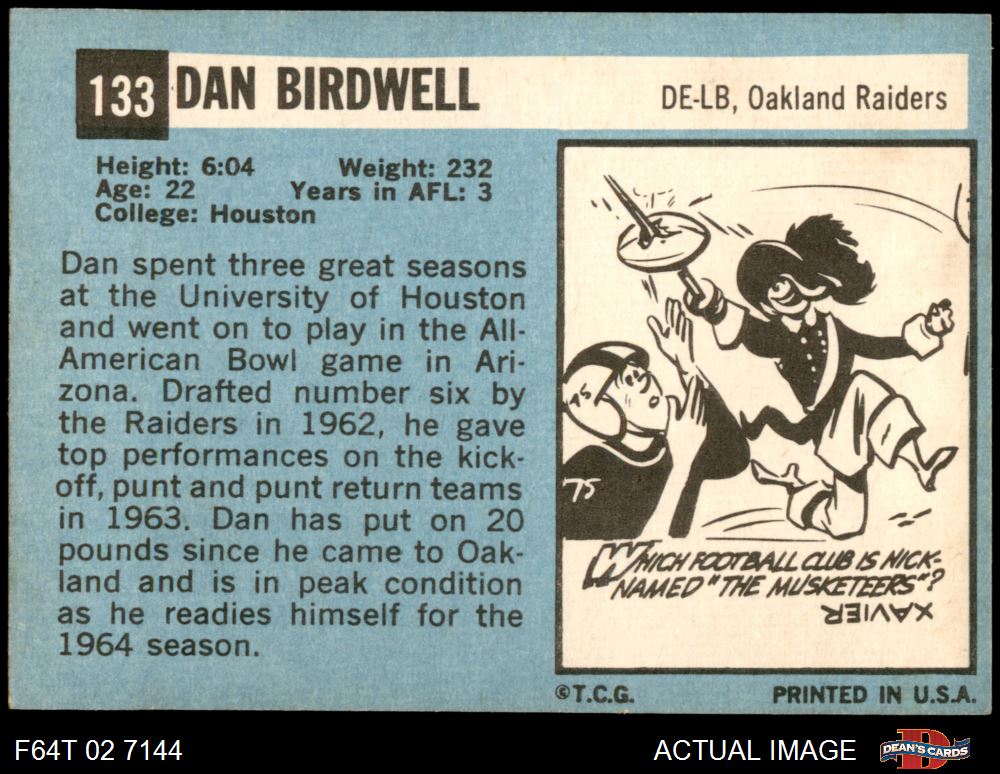 133 DAN BIRDWELL DE-LB, Oakland Raiders
Height: 6:04 Weight: 232
Age: 22 Years in AFL: 3
College: Houston
Dan spent three great seasons
at the University of Houston
and went on to play in the All-
American Bowl game in Ari-
zona. Drafted number six by
the Raiders in 1962, he gave
top performances on the kick-
off, punt and punt return teams
in 1963. Dan has put on 20
pounds since he came to Oak-
land and is in peak condition
as he readies himself for the
1964 season.
75
75
WHICH FOOTBALL CLUB IS NICK-
NAMED "THE MUSKETEERS"?
XAVIER
©T.C.G. PRINTED IN U.S.A.
F64T 02 7144 ACTUAL IMAGE DEAN'S CARDS